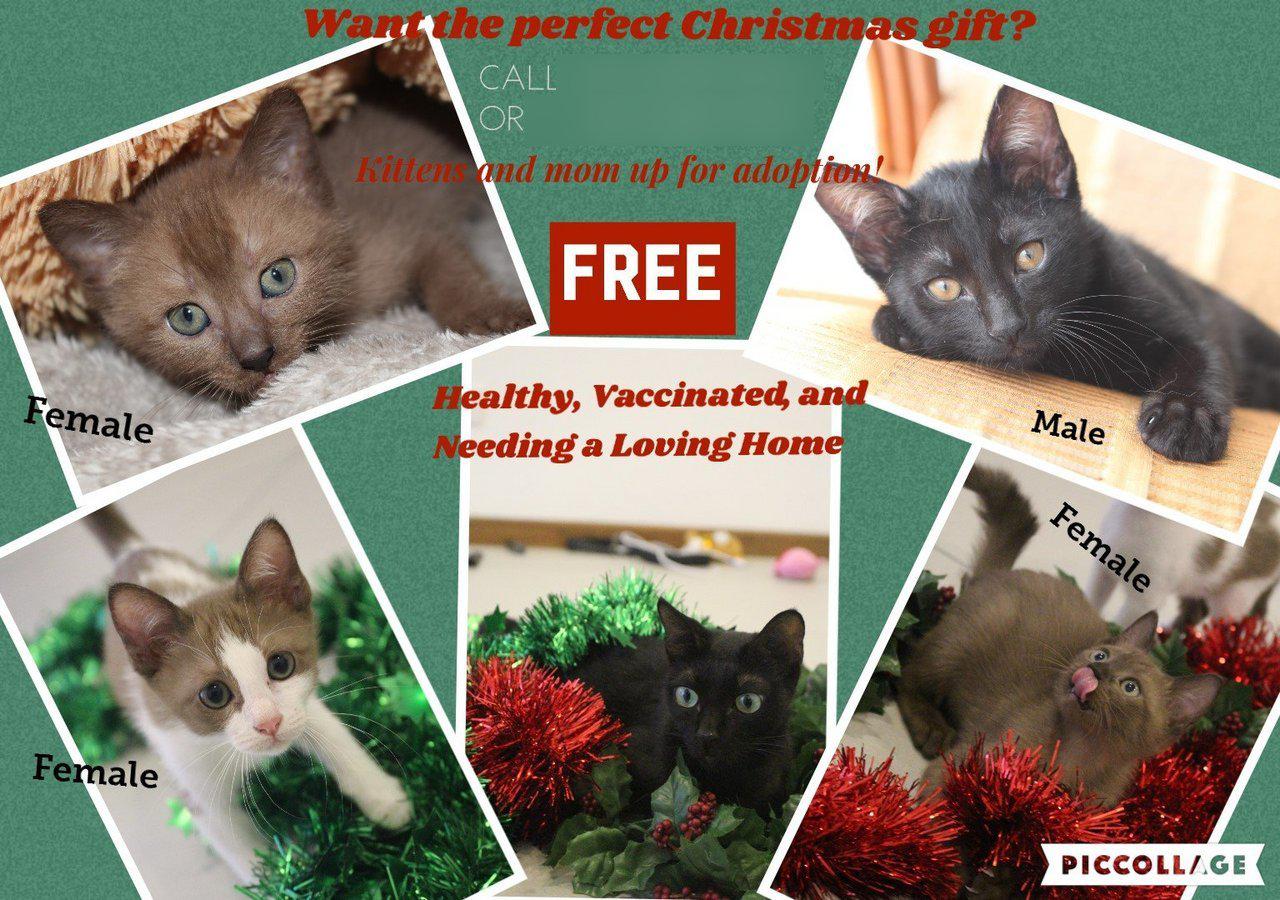 Want the perfect Christmas gift?
CALL
OR
Kittens and mom up for adoption!
FREE
Healthy, Vaccinated, and
Needing a Loving Home
Female
Male
Female
Female
PICCOLLAGE